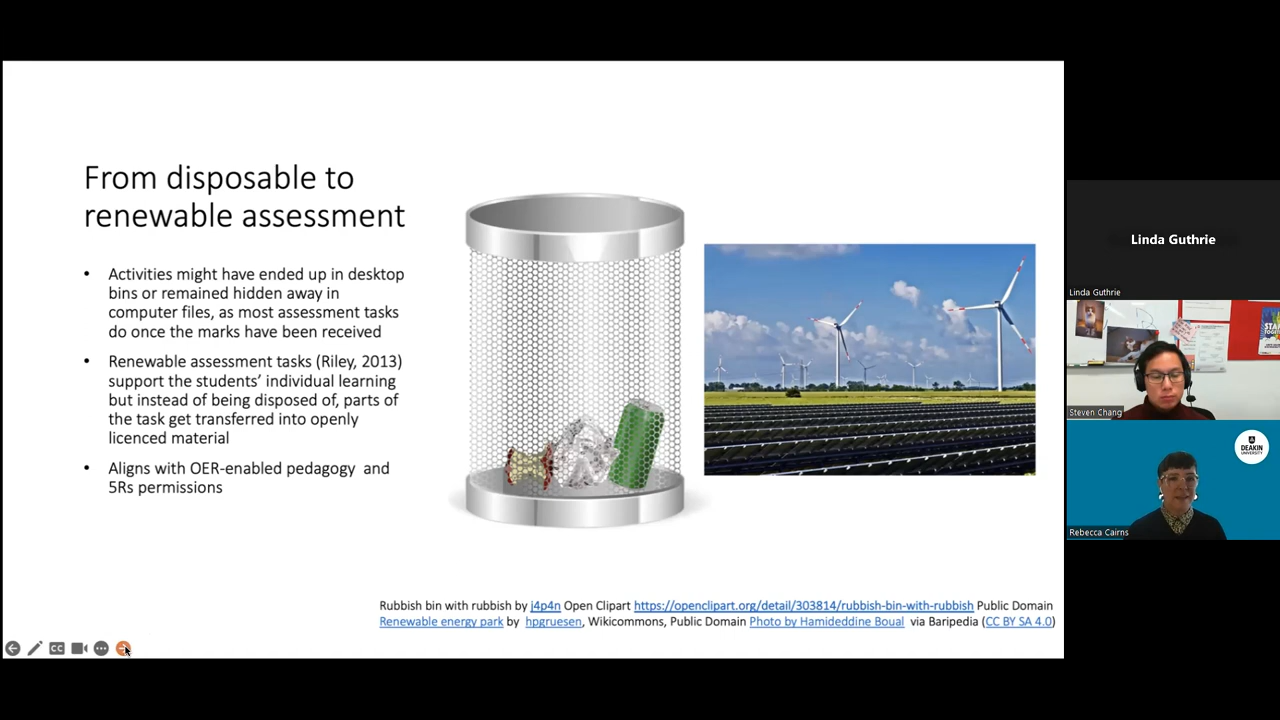 From disposable to
renewable assessment
• Activities might have ended up in desktop
bins or remained hidden away in
computer files, as most assessment tasks
do once the marks have been received
• Renewable assessment tasks (Riley, 2013)
support the students’ individual learning
but instead of being disposed of, parts of
the task get transferred into openly
licenced material
• Aligns with OER-enabled pedagogy and
5Rs permissions
Rubbish bin with rubbish by j4p4n Open Clipart https://openclipart.org/detail/303814/rubbish-bin-with-rubbish Public Domain
Renewable energy park by hpgruesen, Wikicommons, Public Domain Photo by Hamideddine Boual via Baripedia (CC BY SA 4.0)
CC
Linda Guthrie
Linda Guthrie
Steven Chang
DEAKIN
UNIVERSITY
Rebecca Cairns